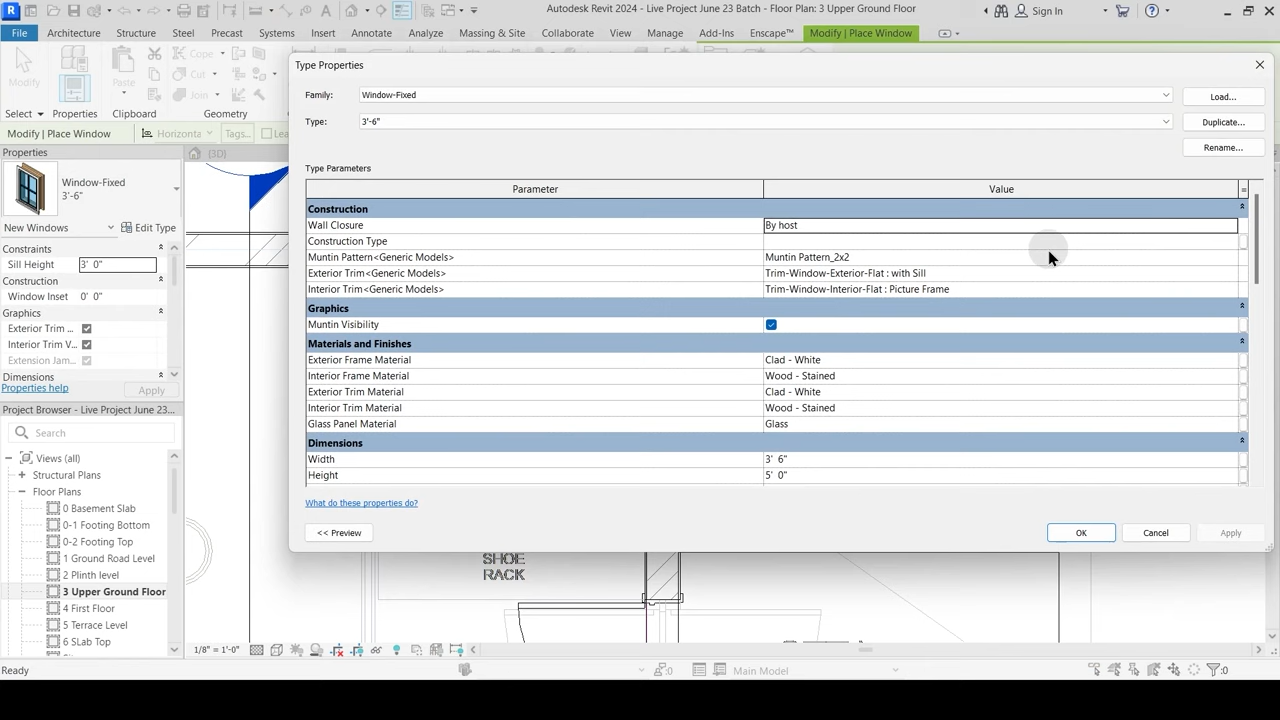 Autodesk Revit 2024 - Live Project June 23 Batch - Floor Plan: 3 Upper Ground Floor
Sign In
File Architecture Structure Steel Precast Systems Insert Annotate Analyze Massing & Site Collaborate View Manage Add-Ins Enscape™ Modify | Place Window
Modify Paste Cope Cut Join
Select Properties Clipboard Geometry
Modify | Place Window Horizonta Tags... Lea
Properties
Window-Fixed
3'-6"
New Windows Edit Type
Constraints
Sill Height 3' 0"
Construction
Window Inset 0' 0"
Graphics
Exterior Trim ...
Interior Trim V...
Extension Jam...
Dimensions
Properties help Apply
Project Browser - Live Project June 23...
Search
Views (all)
Structural Plans
Floor Plans
0 Basement Slab
0-1 Footing Bottom
0-2 Footing Top
1 Ground Road Level
2 Plinth level
3 Upper Ground Floor
4 First Floor
5 Terrace Level
6 SLab Top
{3D}
Type Properties
Family: Window-Fixed Load...
Type: 3'-6" Duplicate...
Rename...
Type Parameters
Parameter Value =
Construction
Wall Closure By host
Construction Type
Muntin Pattern<Generic Models> Muntin Pattern_2x2
Exterior Trim<Generic Models> Trim-Window-Exterior-Flat : with Sill
Interior Trim<Generic Models> Trim-Window-Interior-Flat : Picture Frame
Graphics
Muntin Visibility
Materials and Finishes
Exterior Frame Material Clad - White
Interior Frame Material Wood - Stained
Exterior Trim Material Clad - White
Interior Trim Material Wood - Stained
Glass Panel Material Glass
Dimensions
Width 3' 6"
Height 5' 0"
What do these properties do?
<< Preview OK Cancel Apply
SHOE
RACK
1/8" = 1'-0"
Ready :0 Main Model :0